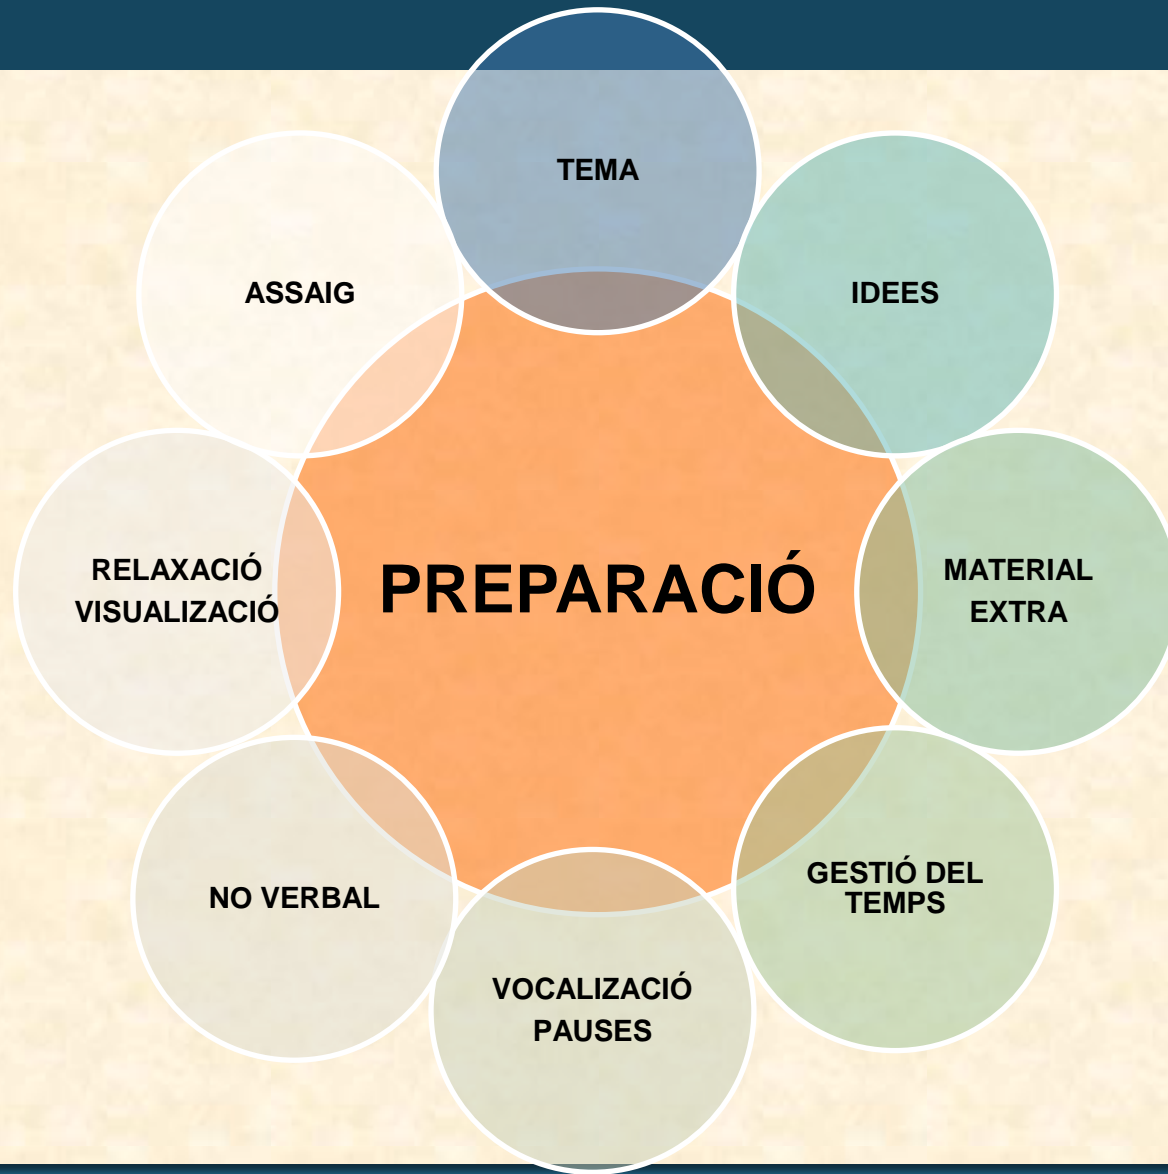 TEMA
IDEES
MATERIAL
EXTRA
GESTIÓ DEL
TEMPS
VOCALIZACIÓ
PAUSES
NO VERBAL
RELAXACIÓ
VISUALIZACIÓ
ASSAIG
PREPARACIÓ